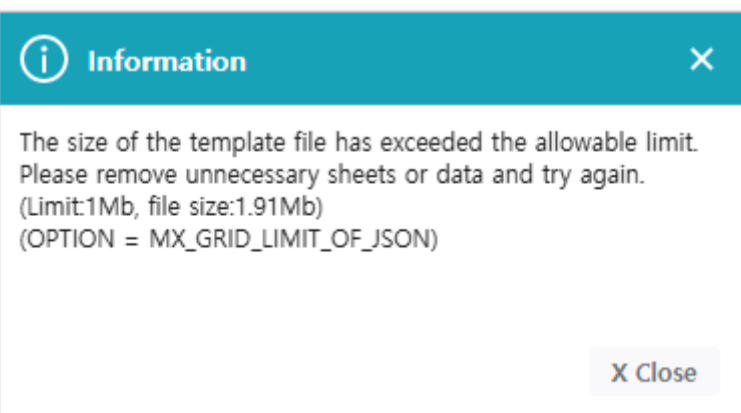 Information
The size of the template file has exceeded the allowable limit.
Please remove unnecessary sheets or data and try again.
(Limit:1Mb, file size:1.91Mb)
(OPTION = MX_GRID_LIMIT_OF_JSON)
X Close